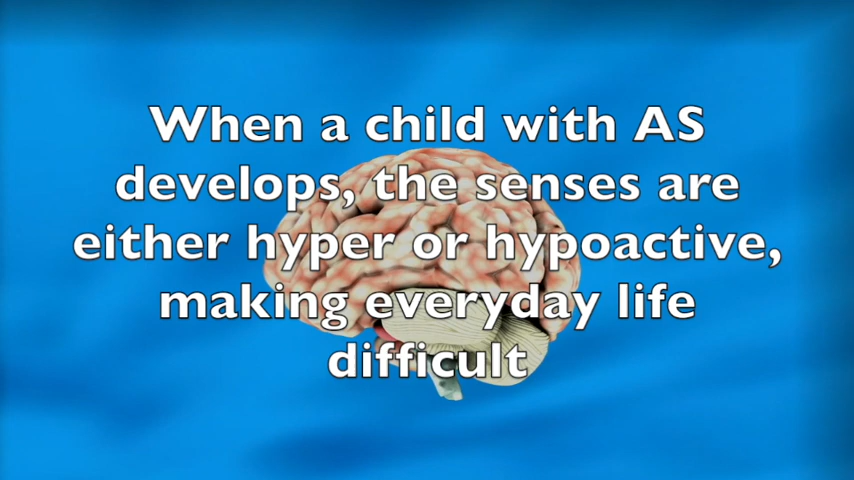 When a child with AS
develops, the senses are
either hyper or hypoactive,
making everyday life
difficult